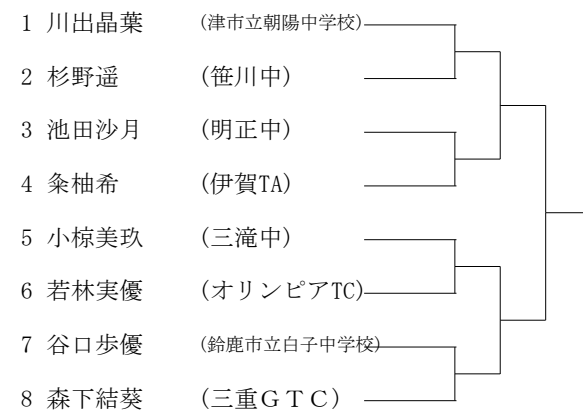 1 川出晶葉 (津市立朝陽中学校)
2 杉野遥 (笹川中)
3 池田沙月 (明正中)
4 粂柚希 (伊賀TA)
5 小椋美玖 (三滝中)
6 若林実優 (オリンピアTC)
7 谷口歩優 (鈴鹿市立白子中学校)
8 森下結葵 (三重ＧＴＣ)